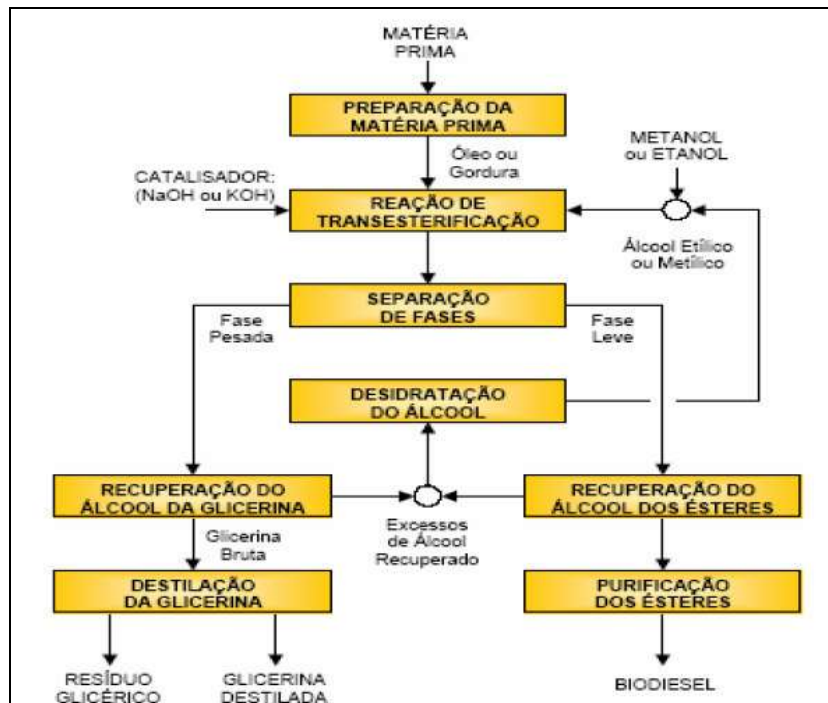 MATÉRIA
PRIMA
PREPARAÇÃO DA
MATÉRIA PRIMA
METANOL
ou ETANOL
Óleo ou
Gordura
CATALISADOR:
(NaOH ou KOH)
REAÇÃO DE
TRANSESTERIFICAÇÃO
Álcool Etílico
ou Metílico
SEPARAÇÃO
DE FASES
Fase
Pesada
Fase
Leve
DESIDRATAÇÃO
DO ÁLCOOL
RECUPERAÇÃO DO
ÁLCOOL DA GLICERINA
RECUPERAÇÃO DO
ÁLCOOL DOS ÉSTERES
Excessos
de Álcool
Recuperado
Glicerina
Bruta
DESTILAÇÃO
DA GLICERINA
PURIFICAÇÃO
DOS ÉSTERES
RESÍDUO
GLICÉRICO
GLICERINA
DESTILADA
BIODIESEL